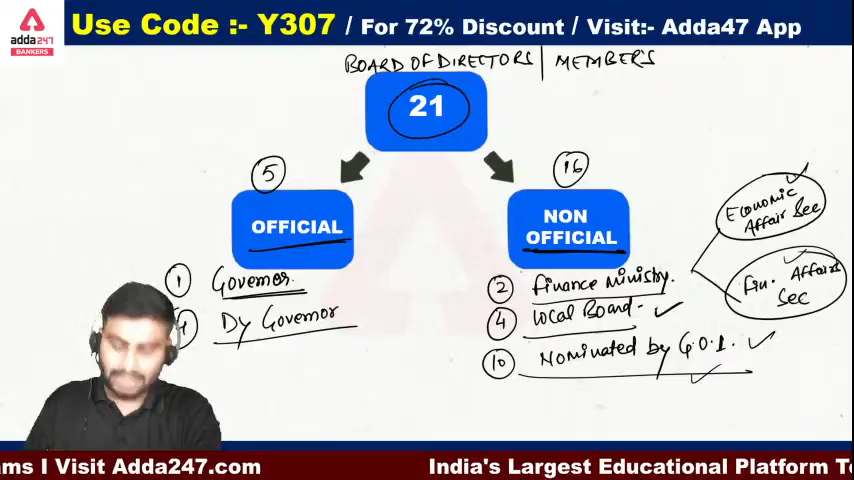 adda247
BANKERS
Use Code :- Y307 / For 72% Discount / Visit:- Adda47 App
BOARD OF DIRECTORS | MEMBERS
21
5
16
OFFICIAL
NON
OFFICIAL
Economic
Affair Sec
Fin. Affairs
Sec
1 Governor
4 Dy Governor
2 Finance Ministry.
4 Local Board-
10 Nominated by G.O.I.
ams I Visit Adda247.com
India's Largest Educational Platform To